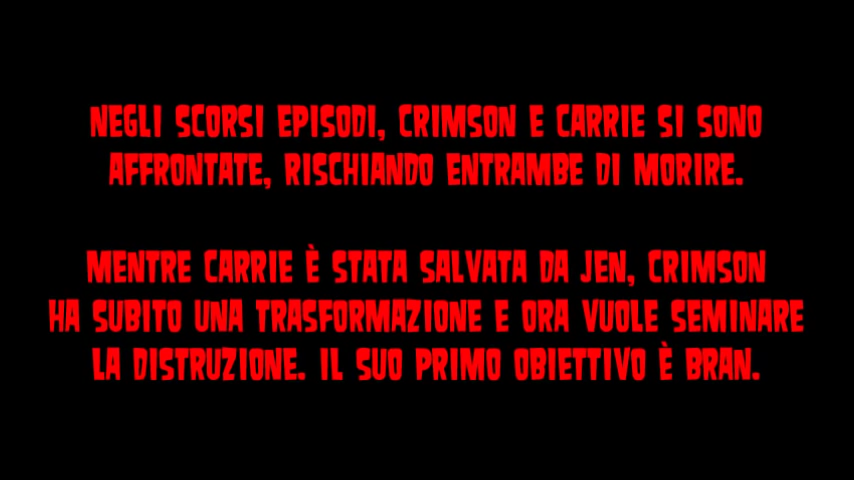 NEGLI SCORSI EPISODI, CRIMSON E CARRIE SI SONO
AFFRONTATE, RISCHIANDO ENTRAMBE DI MORIRE.
MENTRE CARRIE È STATA SALVATA DA JEN, CRIMSON
HA SUBITO UNA TRASFORMAZIONE E ORA VUOLE SEMINARE
LA DISTRUZIONE. IL SUO PRIMO OBIETTIVO È BRAN.